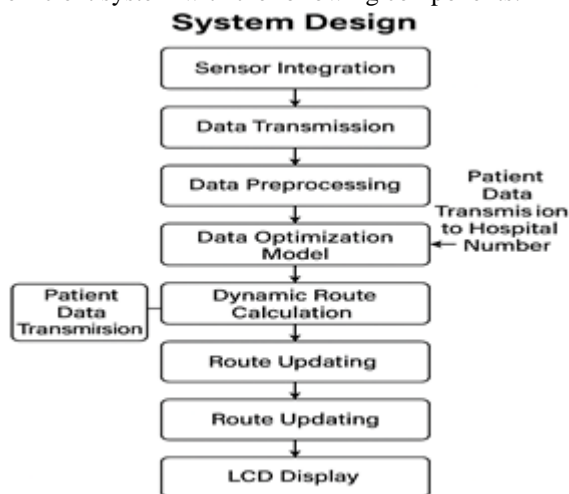 System Design
Sensor Integration
Data Transmission
Data Preprocessing
Patient
Data
Transmision
to Hospital
Number
Data Optimization
Model
Patient
Data
Transmirsion
Dynamic Route
Calculation
Route Updating
Route Updating
LCD Display